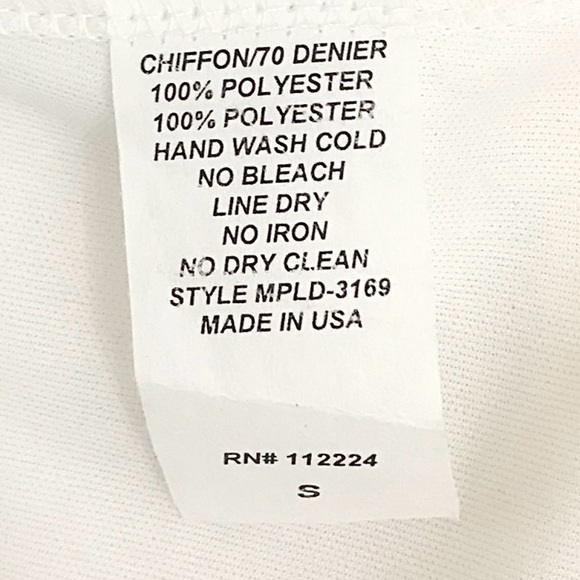 CHIFFON/70 DENIER
100% POLYESTER
100% POLYESTER
HAND WASH COLD
NO BLEACH
LINE DRY
NO IRON
NO DRY CLEAN
STYLE MPLD-3169
MADE IN USA
RN# 112224
S